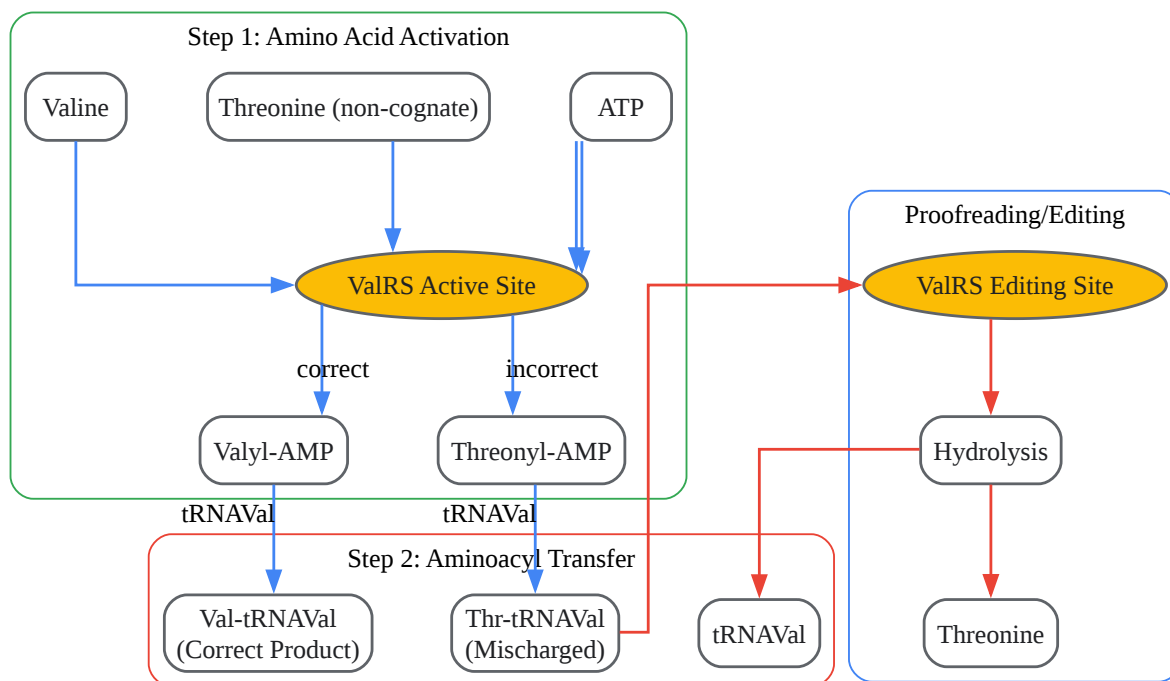 Step 1: Amino Acid Activation
Valine
Threonine (non-cognate)
ATP
Proofreading/Editing
ValRS Active Site
ValRS Editing Site
correct
incorrect
Valyl-AMP
Threonyl-AMP
Hydrolysis
tRNAVal
tRNAVal
Step 2: Aminoacyl Transfer
Val-tRNAVal
(Correct Product)
Thr-tRNAVal
(Mischarged)
tRNAVal
Threonine